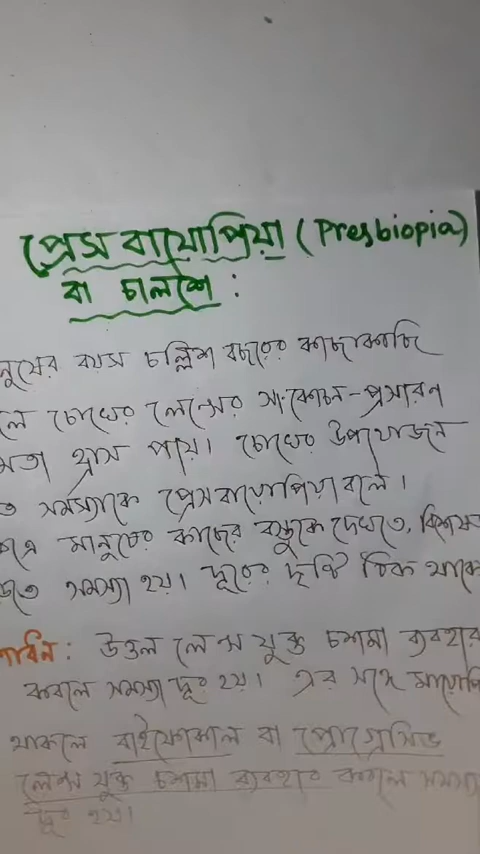 প্রেসবায়োপিয়া (Presbiopia)
বা চালশে :
নুষের বয়স চল্লিশ বছরের কাছাকাছি
লে চোখের লেন্সের সংকোচন-প্রসারণ
মতা হ্রাস পায়। চোখের উপযোজন
ত সমস্যাকে প্রেসবায়োপিয়া বলে।
ত্রে মানুষের কাছের বস্তুকে দেখতে, বিশেষ
ড়তে সমস্যা হয়। দূরের দৃষ্টি ঠিক থাকে
উত্তল লেন্স যুক্ত চশমা ব্যবহার
করলে সমস্যা দূর হয়। এর সঙ্গে মায়োপি
থাকলে বাইফোকাল বা প্রোগ্রেসিভ
লেন্স যুক্ত চশমা ব্যবহার করলে সমস্যা
দূর হয়।